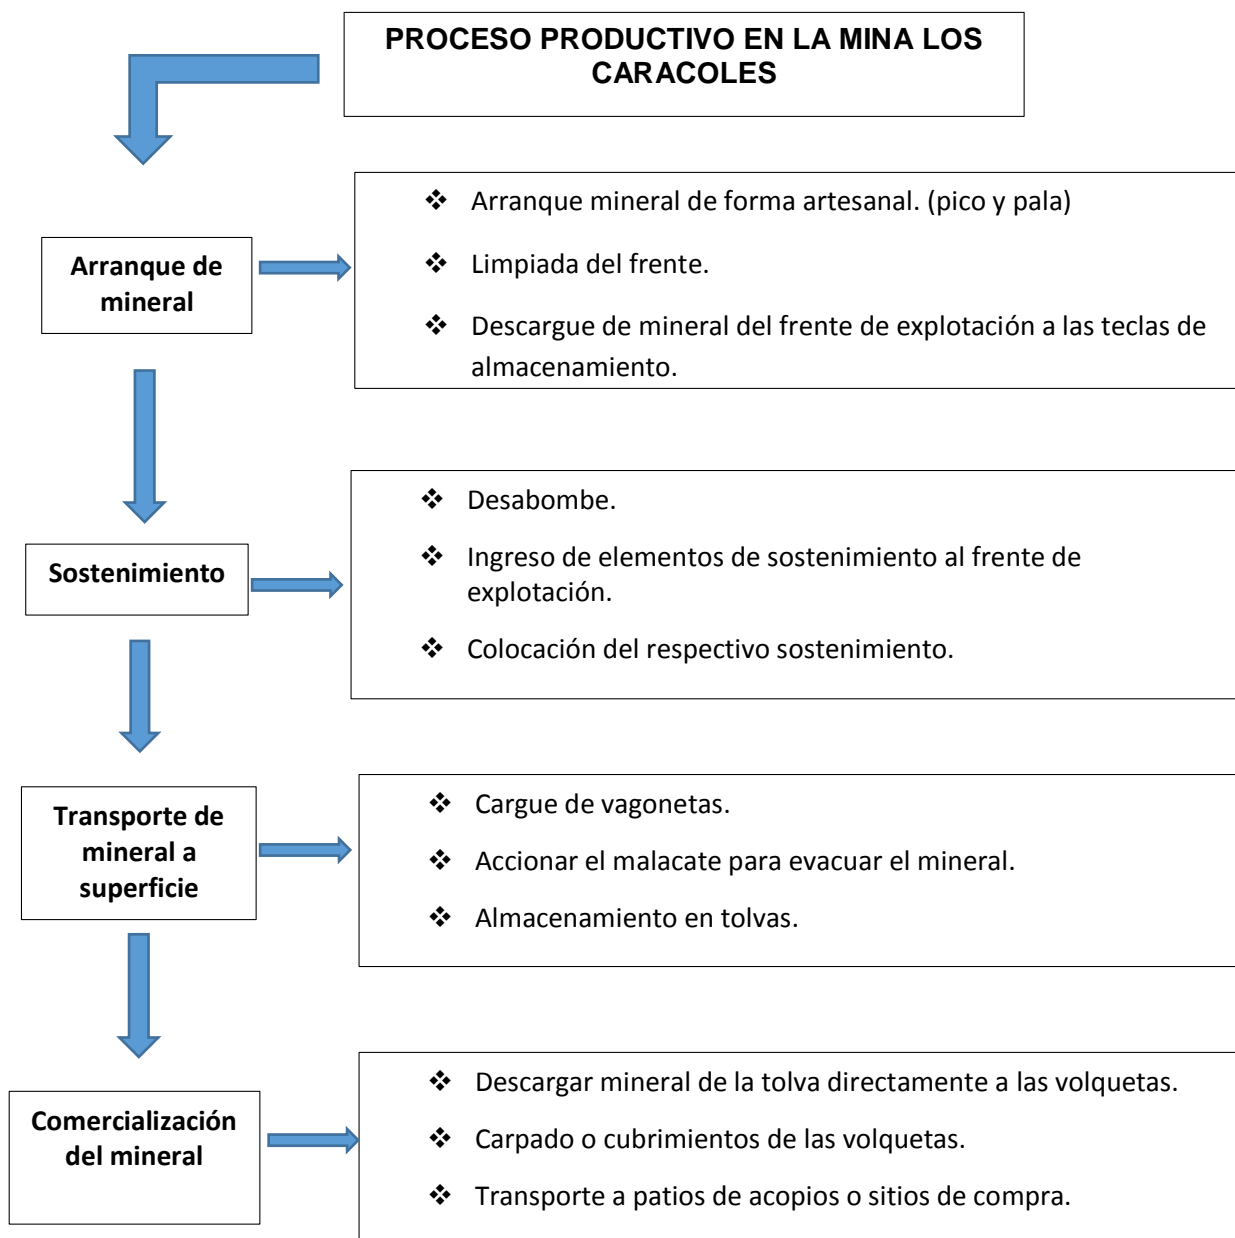 PROCESO PRODUCTIVO EN LA MINA LOS
CARACOLES
Arranque de
mineral
❖ Arranque mineral de forma artesanal. (pico y pala)
❖ Limpiada del frente.
❖ Descargue de mineral del frente de explotación a las teclas de
almacenamiento.
Sostenimiento
❖ Desabombe.
❖ Ingreso de elementos de sostenimiento al frente de
explotación.
❖ Colocación del respectivo sostenimiento.
Transporte de
mineral a
superficie
❖ Cargue de vagonetas.
❖ Accionar el malacate para evacuar el mineral.
❖ Almacenamiento en tolvas.
Comercialización
del mineral
❖ Descargar mineral de la tolva directamente a las volquetas.
❖ Carpado o cubrimientos de las volquetas.
❖ Transporte a patios de acopios o sitios de compra.